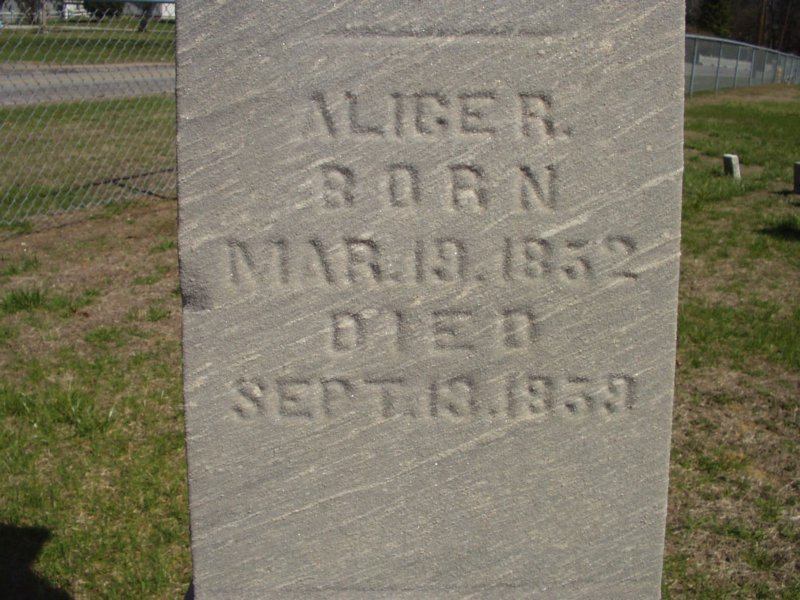 ALICE R.
BORN
MAR. 19. 1852
DIED
SEPT. 13. 1859